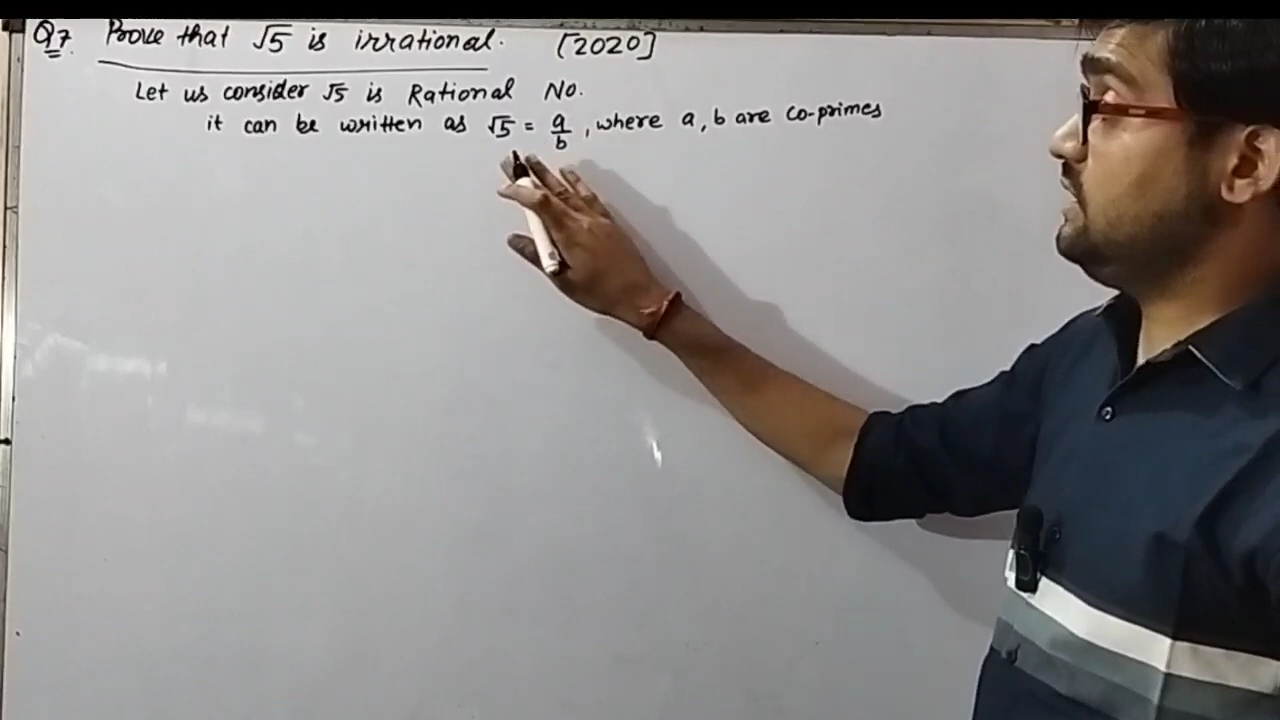 Q7 Prove that √5 is irrational. [2020]
Let us consider √5 is Rational No.
it can be written as √5 = a/b, where a, b are co-primes